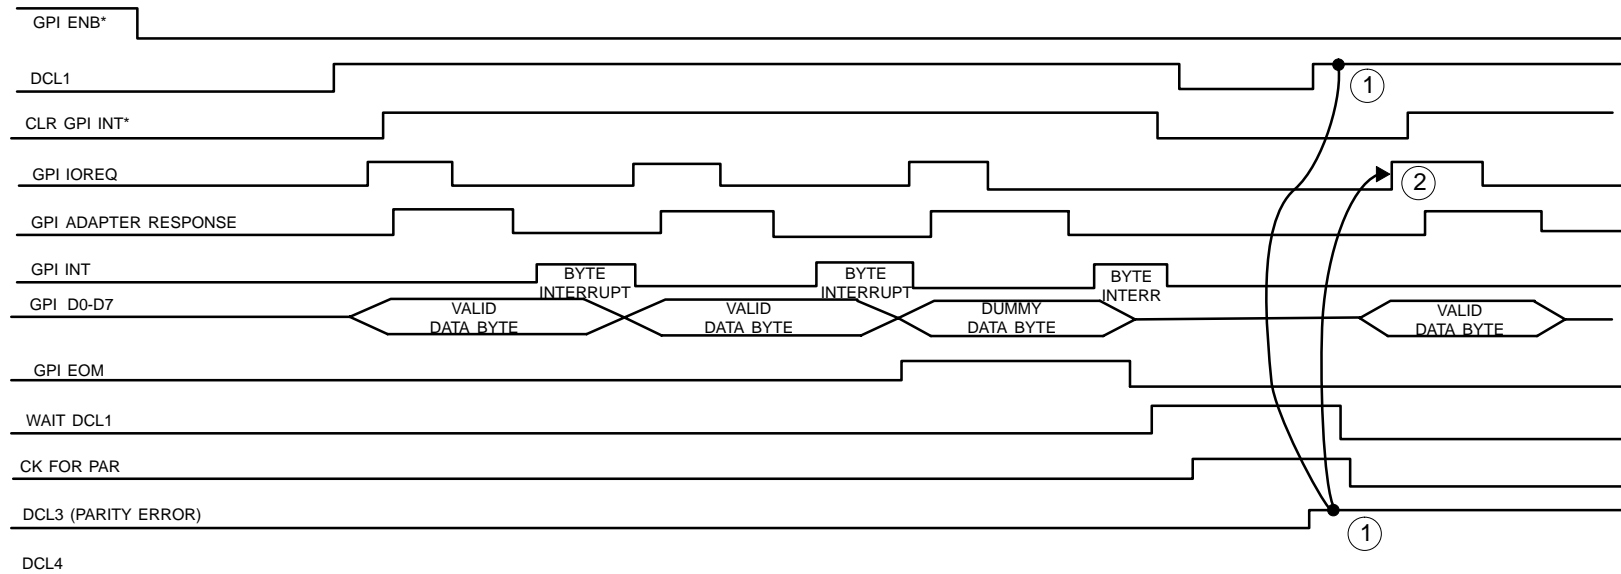 GPI ENB*
DCL1
1
CLR GPI INT*
GPI IOREQ
2
GPI ADAPTER RESPONSE
GPI INT
BYTE
INTERRUPT
BYTE
INTERRUPT
BYTE
INTERR
GPI D0-D7
VALID
DATA BYTE
VALID
DATA BYTE
DUMMY
DATA BYTE
VALID
DATA BYTE
GPI EOM
WAIT DCL1
CK FOR PAR
DCL3 (PARITY ERROR)
1
DCL4